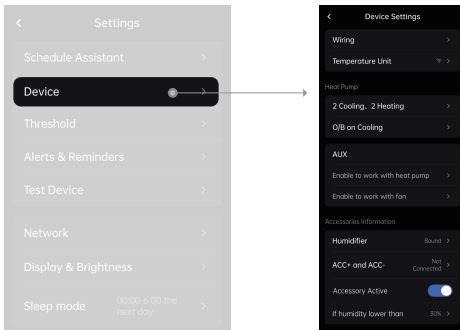 Settings
Schedule Assistant
Device
Threshold
Alerts & Reminders
Test Device
Network
Display & Brightness
Sleep mode
00:00-6:00 the
next day
Device Settings
Wiring
Temperature Unit °F
Heat Pump
2 Cooling、2 Heating
O/B on Cooling
AUX
Enable to work with heat pump
Enable to work with fan
Accessories Information
Humidifier Bound
ACC+ and ACC- Not
Connected
Accessory Active
If humidity lower than 30%